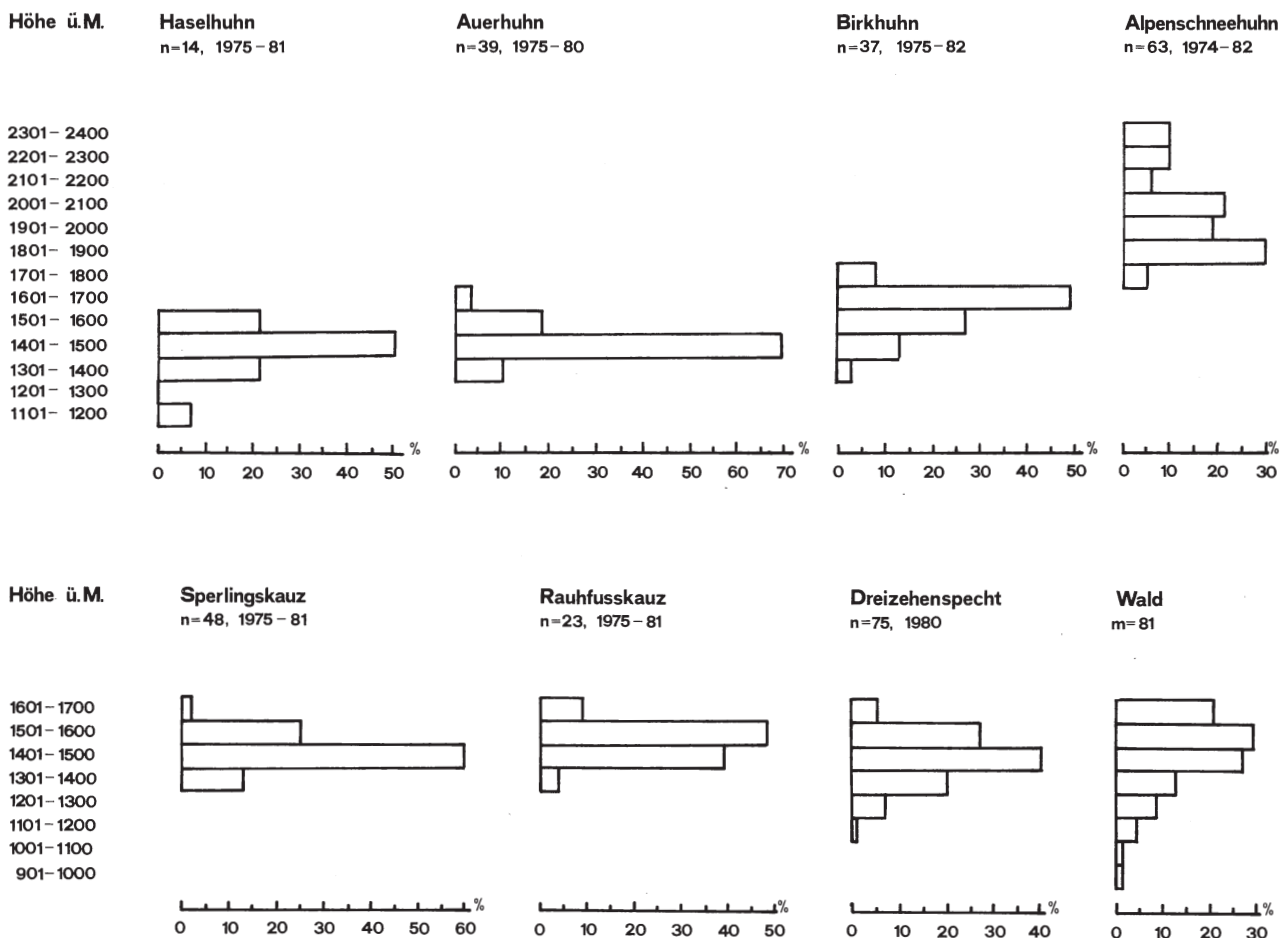 Höhe ü.M. Haselhuhn Auerhuhn Birkhuhn Alpenschneehuhn
n=14, 1975-81 n=39, 1975-80 n=37, 1975-82 n=63, 1974-82
2301-2400
2201-2300
2101-2200
2001-2100
1901-2000
1801-1900
1701-1800
1601-1700
1501-1600
1401-1500
1301-1400
1201-1300
1101-1200
% % % %
0 10 20 30 40 50 0 10 20 30 40 50 60 70 0 10 20 30 40 50 0 10 20 30
Höhe ü.M. Sperlingskauz Rauhfusskauz Dreizehenspecht Wald
n=48, 1975-81 n=23, 1975-81 n=75, 1980 m=81
1601-1700
1501-1600
1401-1500
1301-1400
1201-1300
1101-1200
1001-1100
901-1000
% % % %
0 10 20 30 40 50 60 0 10 20 30 40 50 0 10 20 30 40 0 10 20 30